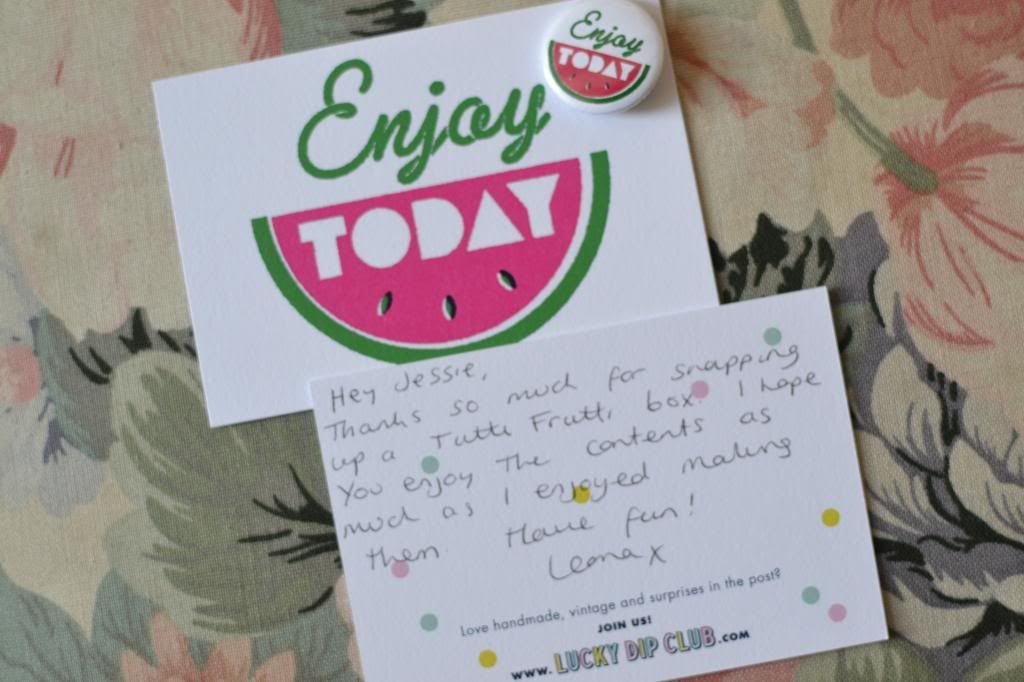 Enjoy
TODAY
Enjoy
TODAY
Hey Jessie,
Thanks so much for snapping
up a Tutti Frutti box. I hope
you enjoy the contents as
much as I enjoyed making
them. Have fun!
Leona x
Love handmade, vintage and surprises in the post?
JOIN US!
www.LUCKY DIP CLUB.com